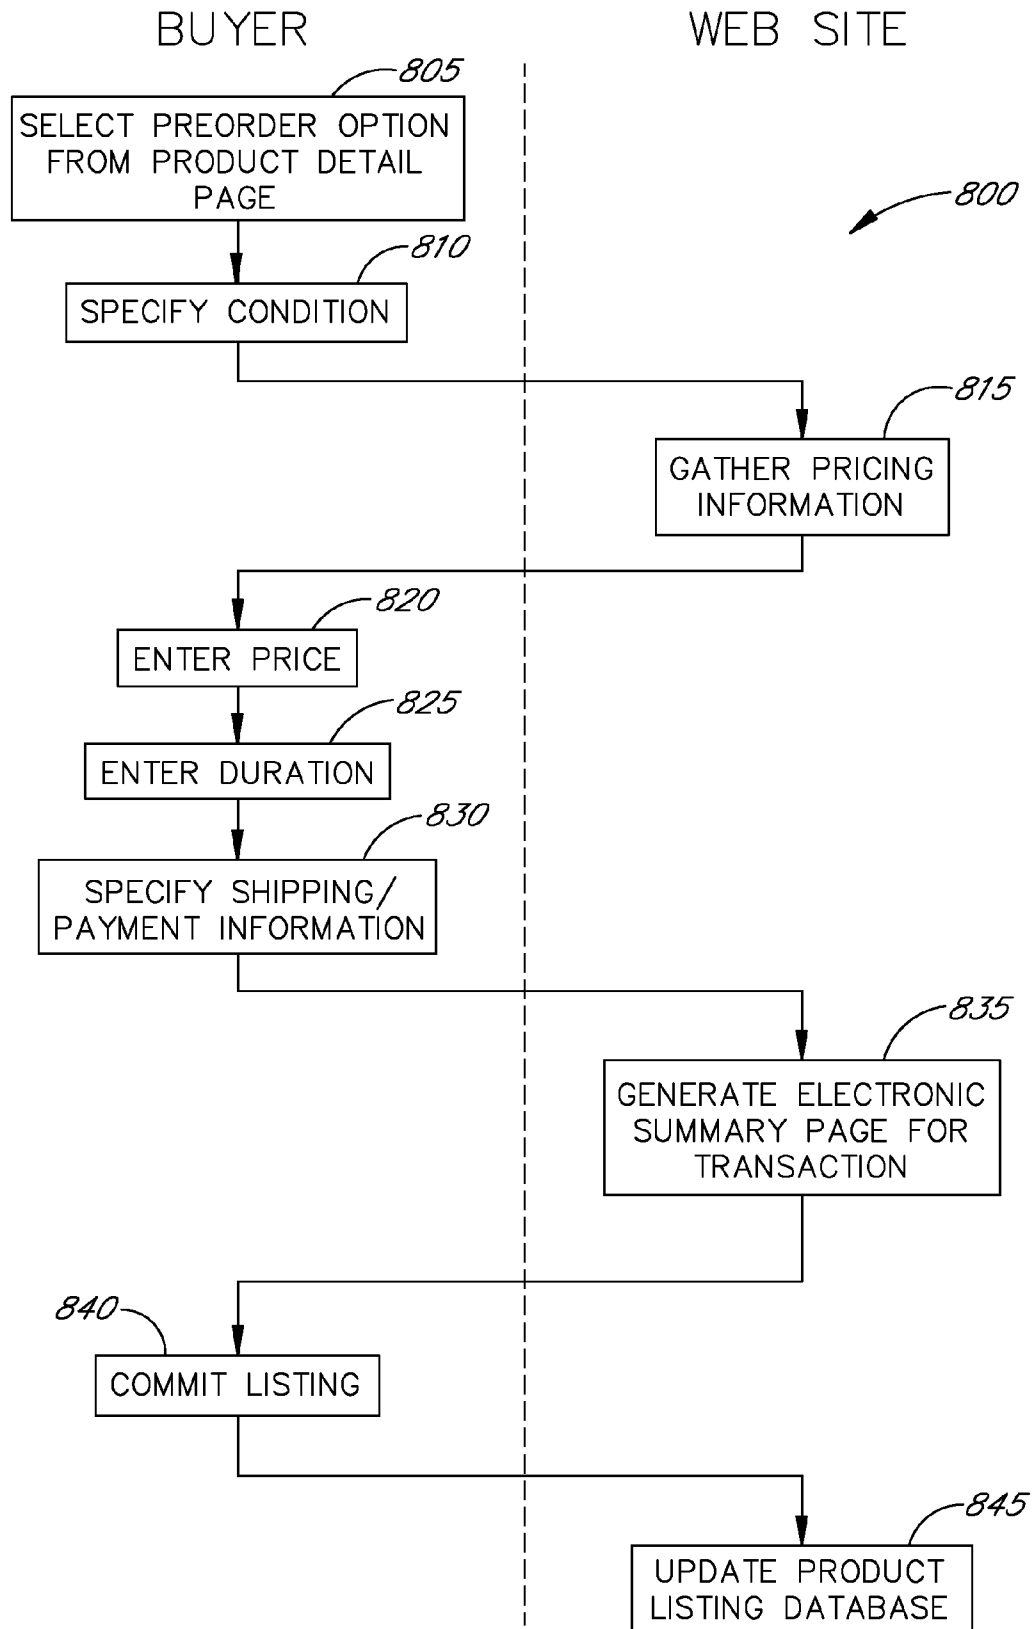 BUYER
WEB SITE
805
SELECT PREORDER OPTION
FROM PRODUCT DETAIL
PAGE
800
810
SPECIFY CONDITION
815
GATHER PRICING
INFORMATION
820
ENTER PRICE
825
ENTER DURATION
830
SPECIFY SHIPPING/
PAYMENT INFORMATION
835
GENERATE ELECTRONIC
SUMMARY PAGE FOR
TRANSACTION
840
COMMIT LISTING
845
UPDATE PRODUCT
LISTING DATABASE